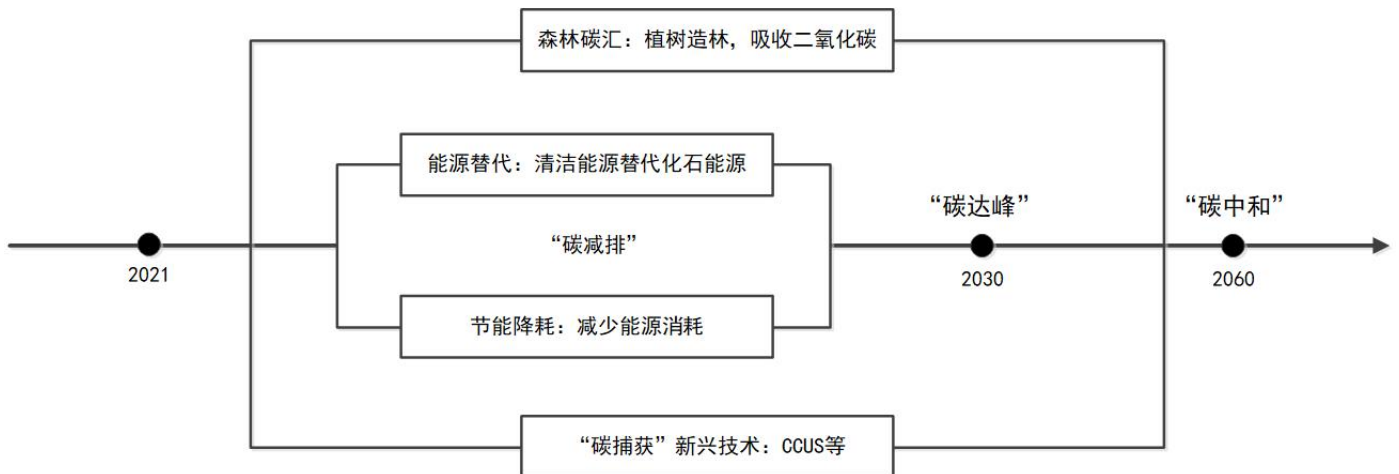 森林碳汇：植树造林，吸收二氧化碳
能源替代：清洁能源替代化石能源
“碳达峰”
“碳中和”
“碳减排”
2021
2030
2060
节能降耗：减少能源消耗
“碳捕获”新兴技术：CCUS等